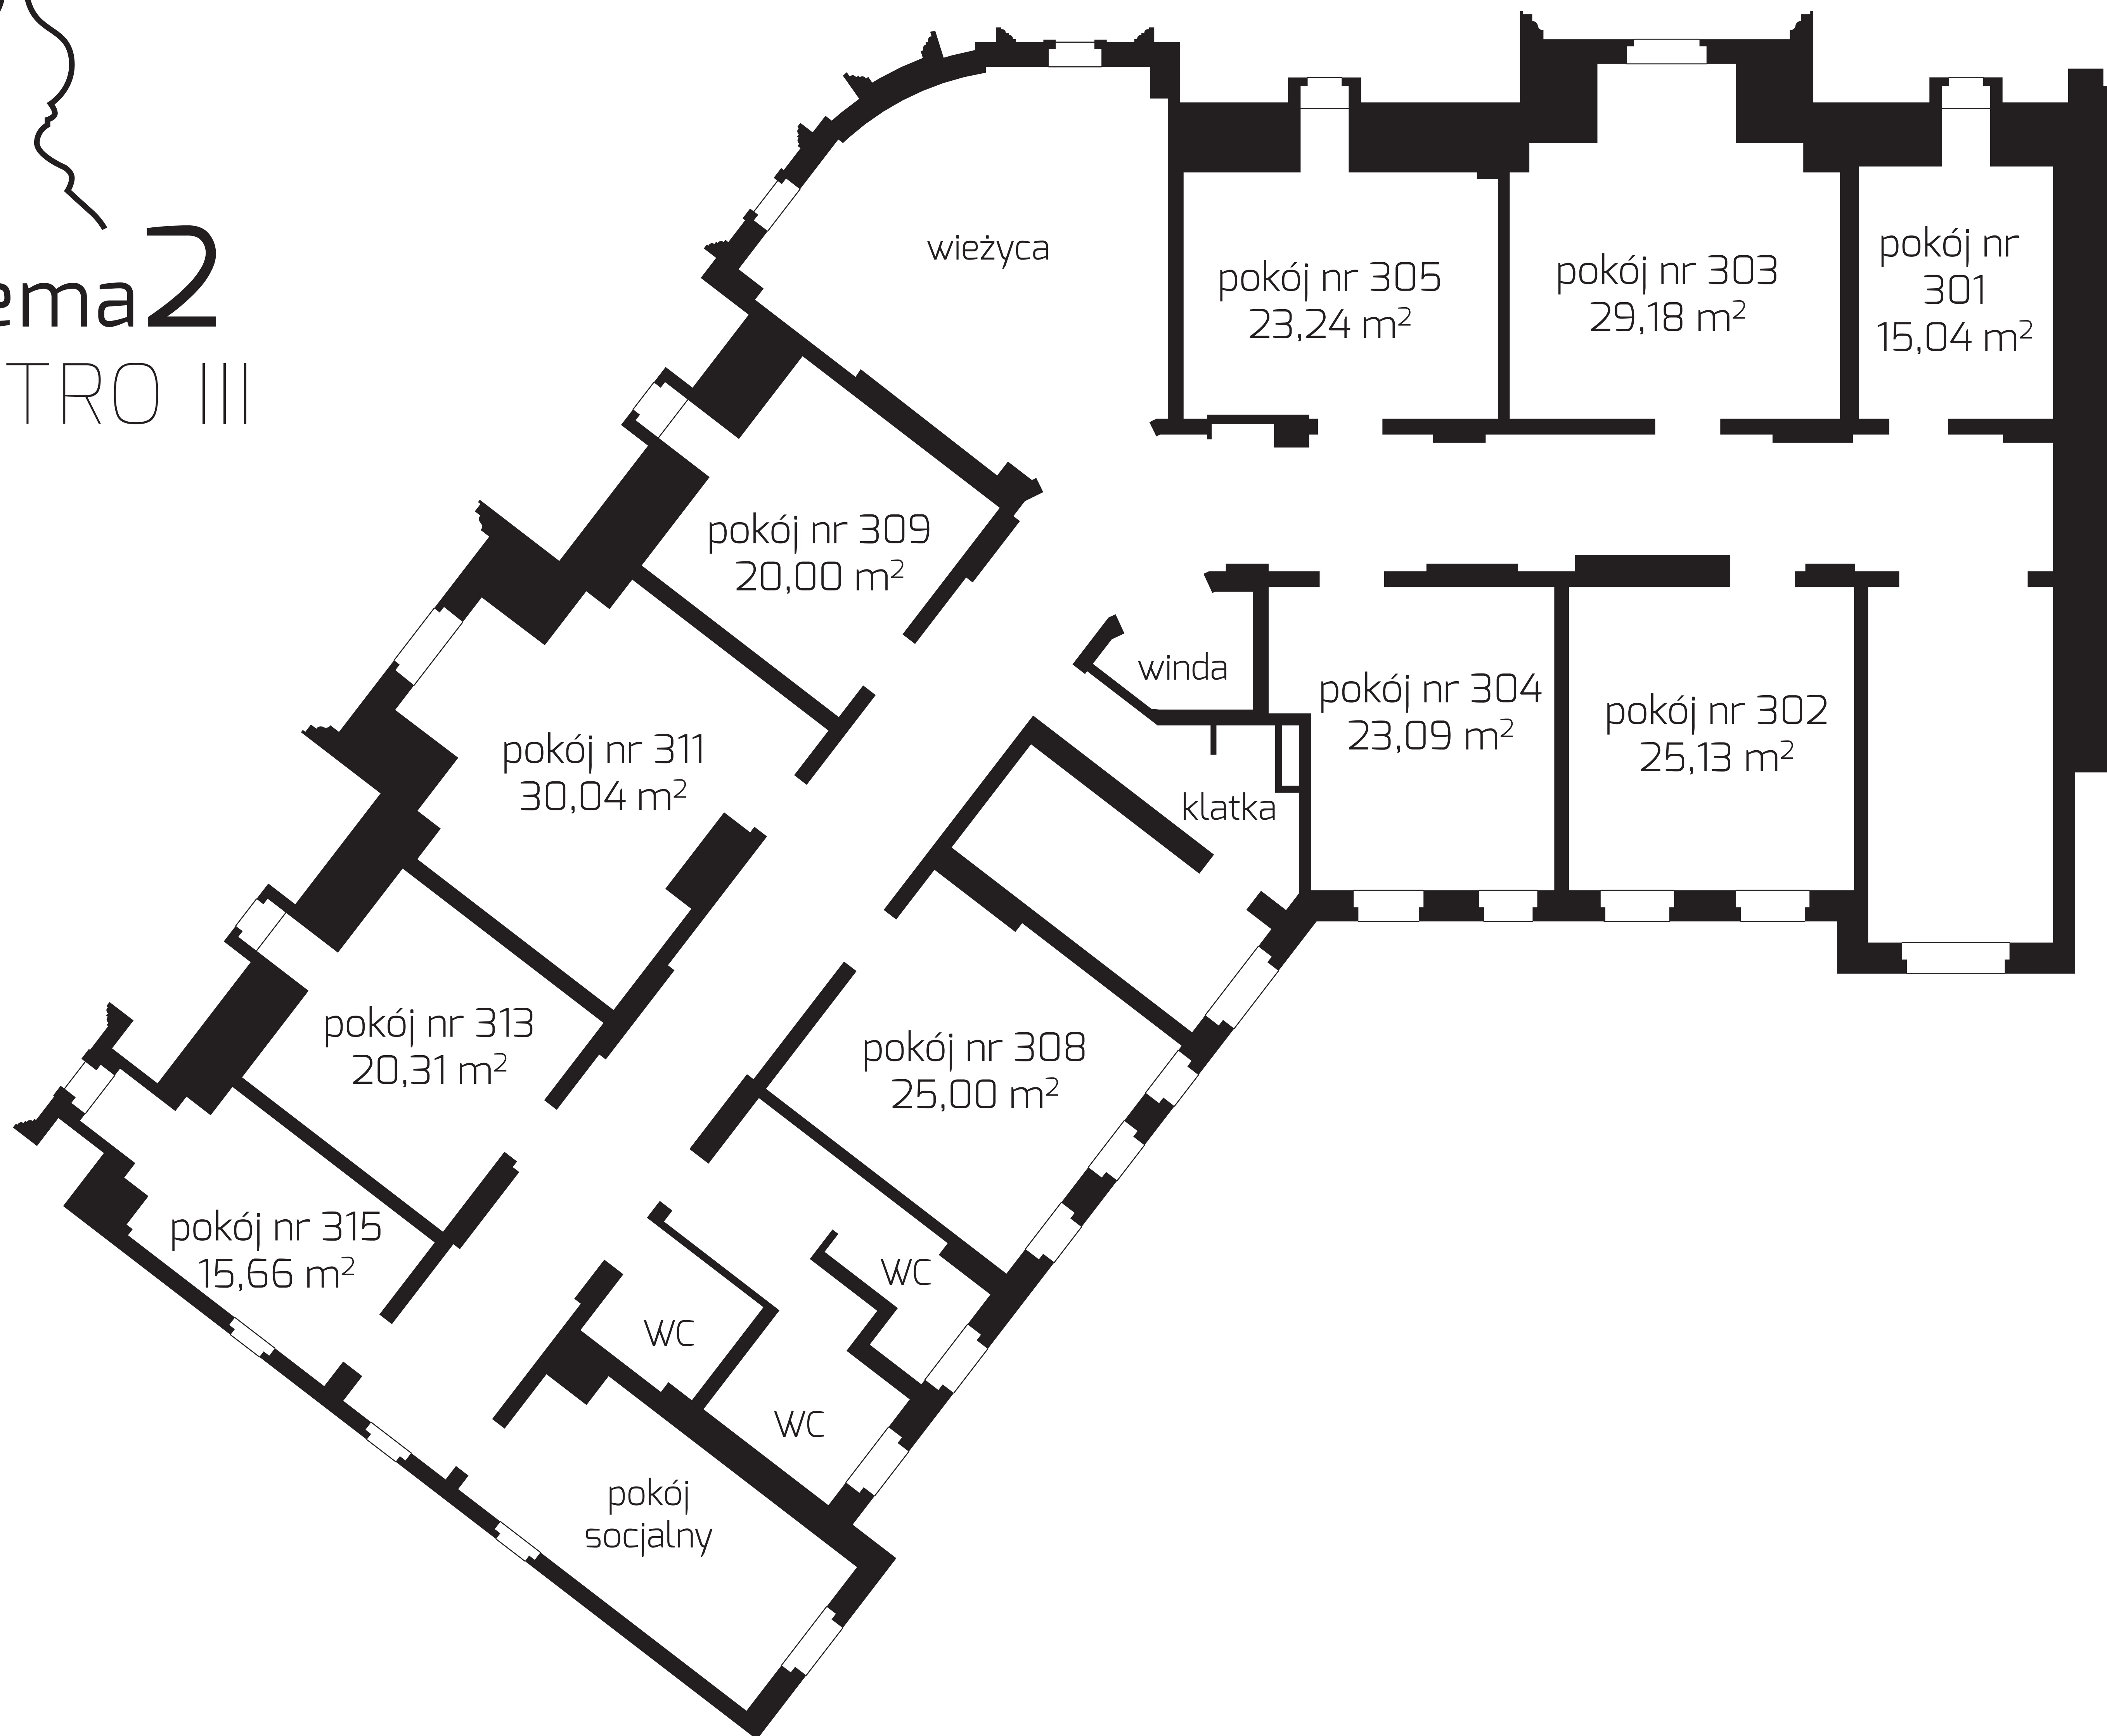 ema2
TRO III
wieżyca
pokój nr 305
23,24 m²
pokój nr 303
29,18 m²
pokój nr
301
15,04 m²
pokój nr 309
20,00 m²
winda
pokój nr 304
23,09 m²
pokój nr 302
25,13 m²
pokój nr 311
30,04 m²
klatka
pokój nr 313
20,31 m²
pokój nr 308
25,00 m²
pokój nr 315
15,66 m²
WC
WC
WC
pokój
socjalny